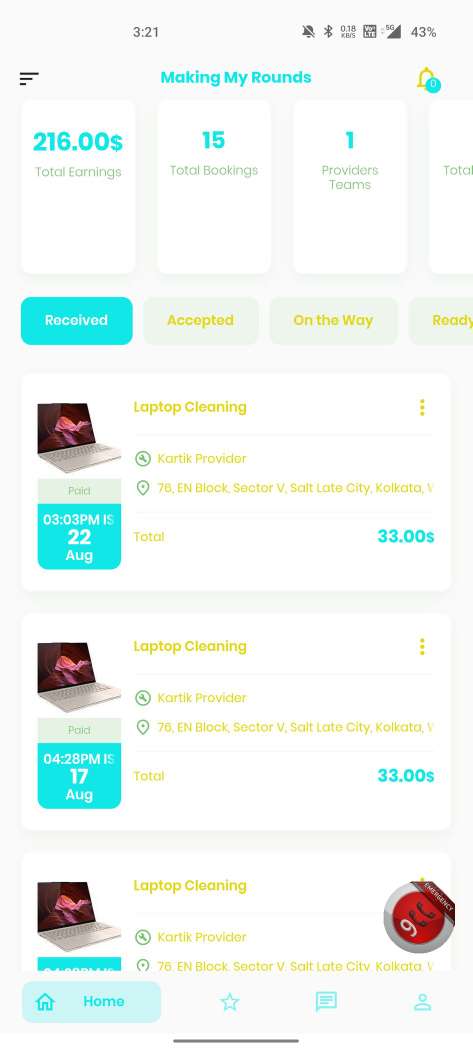 3:21
0.18
KB/S
Vo»
LTE
5G
43%
Making My Rounds
0
216.00$
Total Earnings
15
Total Bookings
1
Providers
Teams
Total
Received
Accepted
On the Way
Ready
Laptop Cleaning
Kartik Provider
76, EN Block, Sector V, Salt Late City, Kolkata, W
Paid
03:03PM IS
22
Aug
Total
33.00$
Laptop Cleaning
Kartik Provider
76, EN Block, Sector V, Salt Late City, Kolkata, W
Paid
04:28PM IS
17
Aug
Total
33.00$
Laptop Cleaning
EMERGENCY
9
Kartik Provider
76, EN Block, Sector V, Salt Late City, Kolkata, W
Home